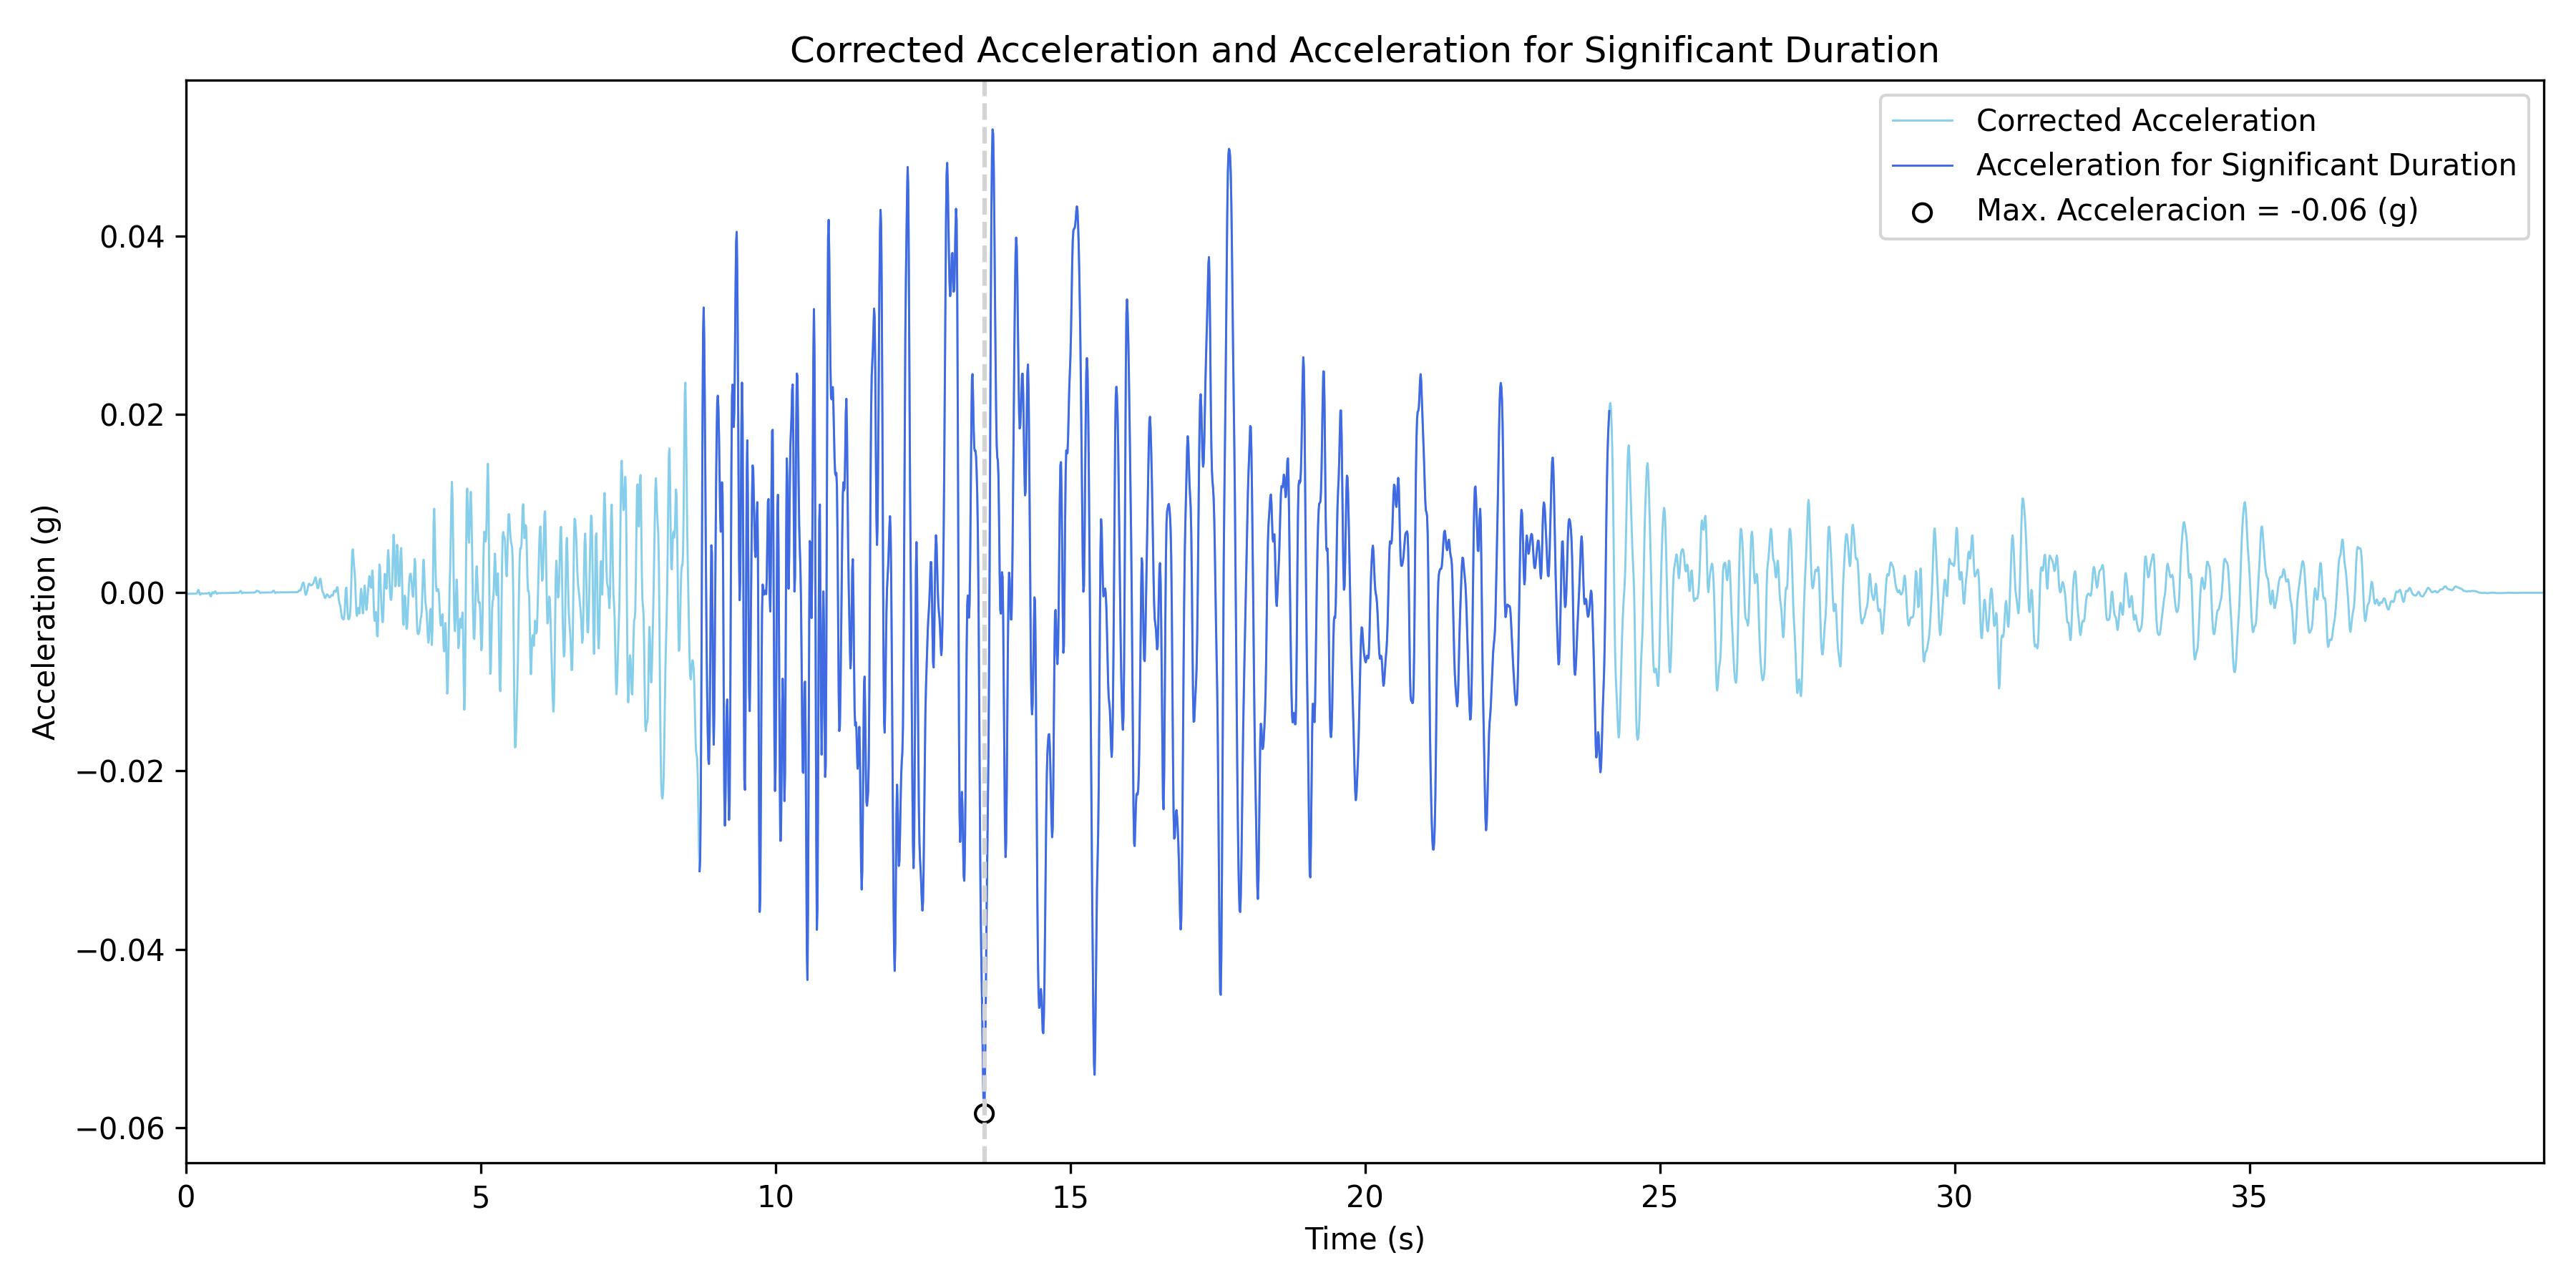 Corrected Acceleration and Acceleration for Significant Duration
Corrected Acceleration
Acceleration for Significant Duration
Max. Acceleracion = -0.06 (g)
Acceleration (g)
0.04
0.02
0.00
−0.02
−0.04
−0.06
0 5 10 15 20 25 30 35
Time (s)